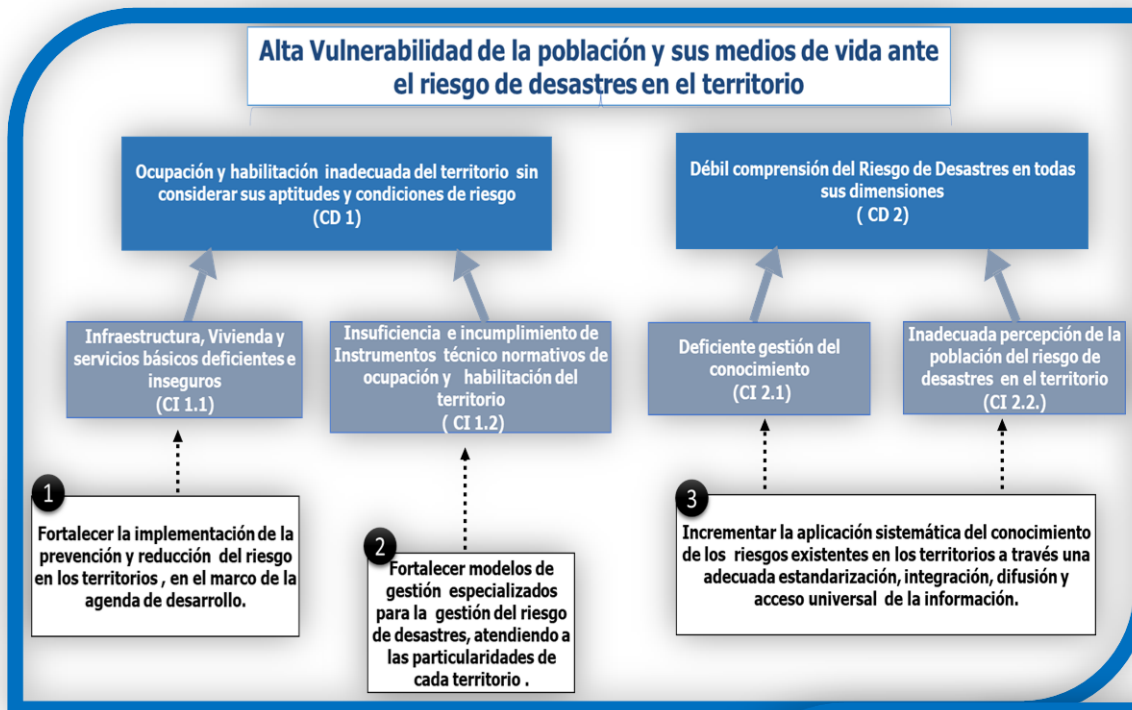 Alta Vulnerabilidad de la población y sus medios de vida ante
el riesgo de desastres en el territorio
Ocupación y habilitación inadecuada del territorio sin
considerar sus aptitudes y condiciones de riesgo
(CD 1)
Débil comprensión del Riesgo de Desastres en todas
sus dimensiones
( CD 2)
Infraestructura, Vivienda y
servicios básicos deficientes e
inseguros
(CI 1.1)
Insuficiencia e incumplimiento de
Instrumentos técnico normativos de
ocupación y habilitación del
territorio
( CI 1.2)
Deficiente gestión del
conocimiento
(CI 2.1)
Inadecuada percepción de la
población del riesgo de
desastres en el territorio
(CI 2.2.)
1
Fortalecer la implementación de la
prevención y reducción del riesgo
en los territorios , en el marco de la
agenda de desarrollo.
2
Fortalecer modelos de
gestión especializados
para la gestión del riesgo
de desastres, atendiendo a
las particularidades de
cada territorio .
3
Incrementar la aplicación sistemática del conocimiento
de los riesgos existentes en los territorios a través una
adecuada estandarización, integración, difusión y
acceso universal de la información.